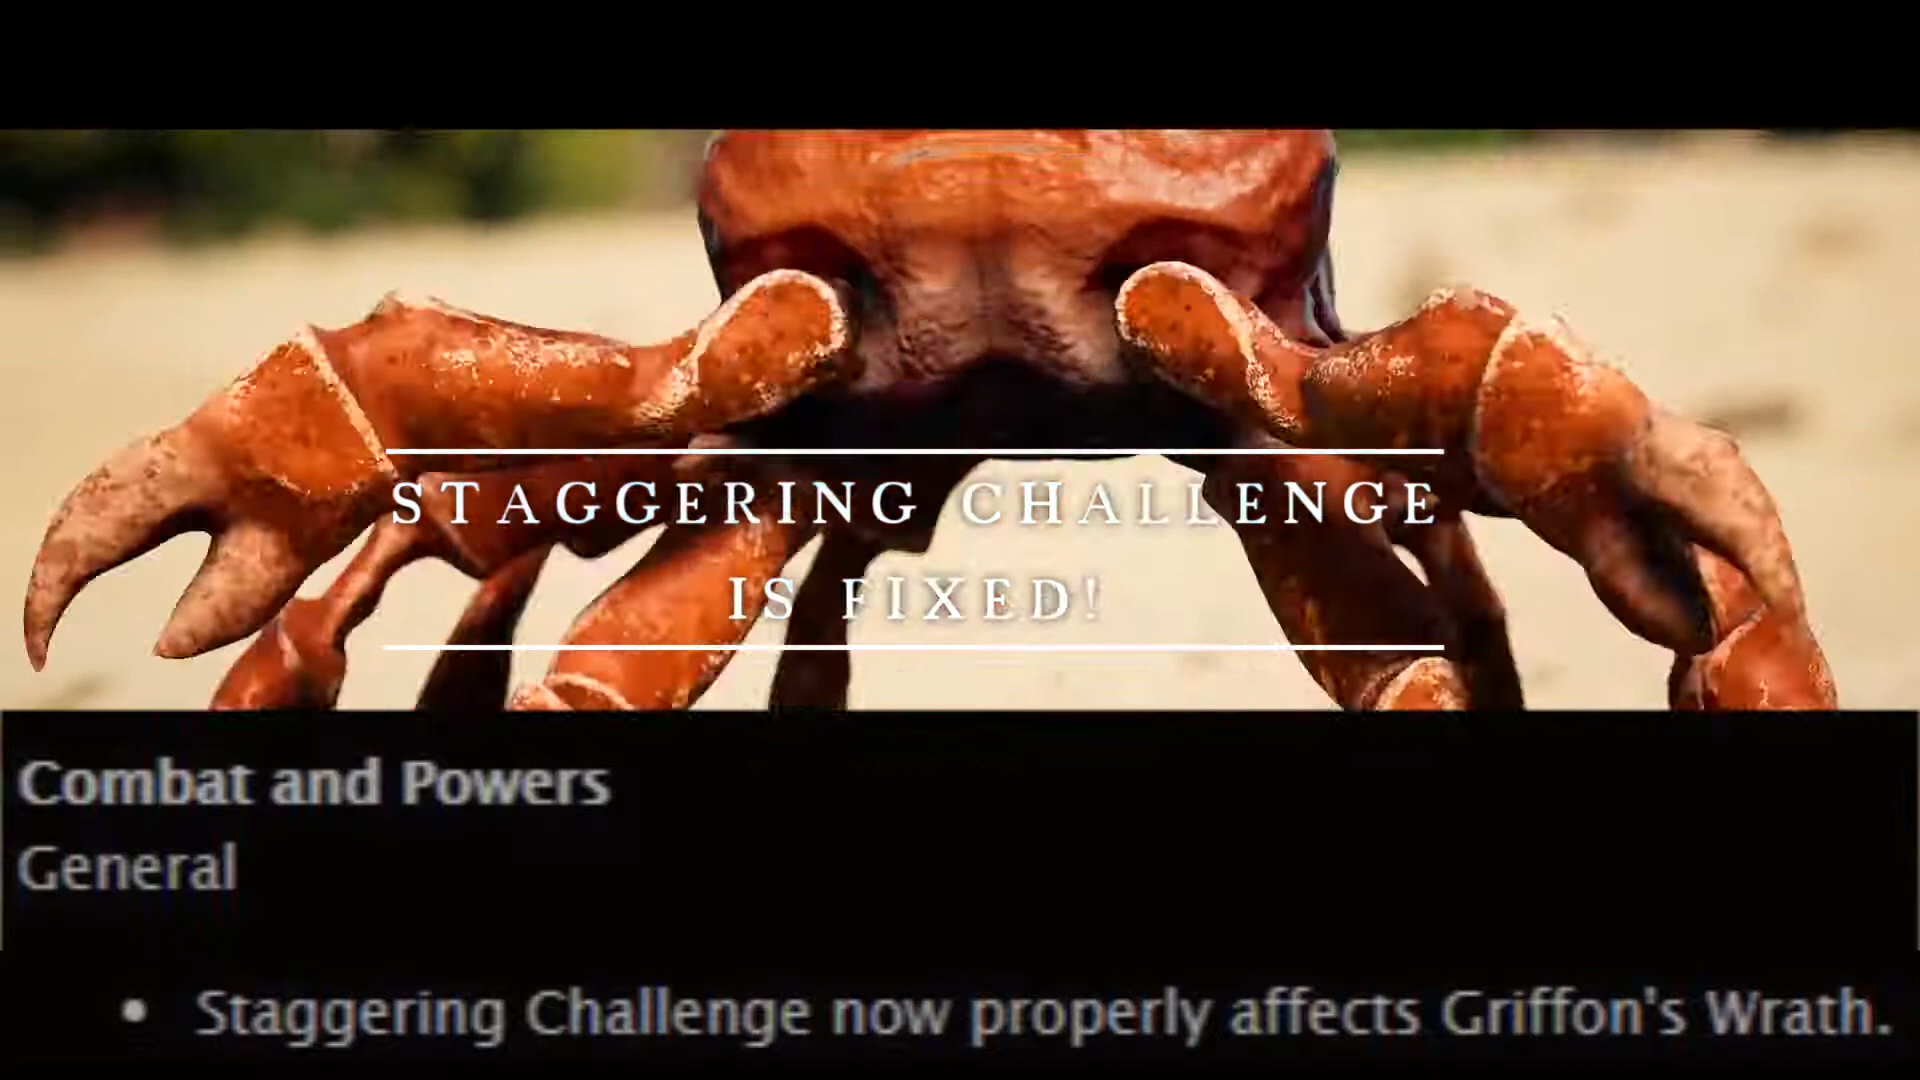 STAGGERING CHALLENGE
IS FIXED!
Combat and Powers
General
• Staggering Challenge now properly affects Griffon's Wrath.